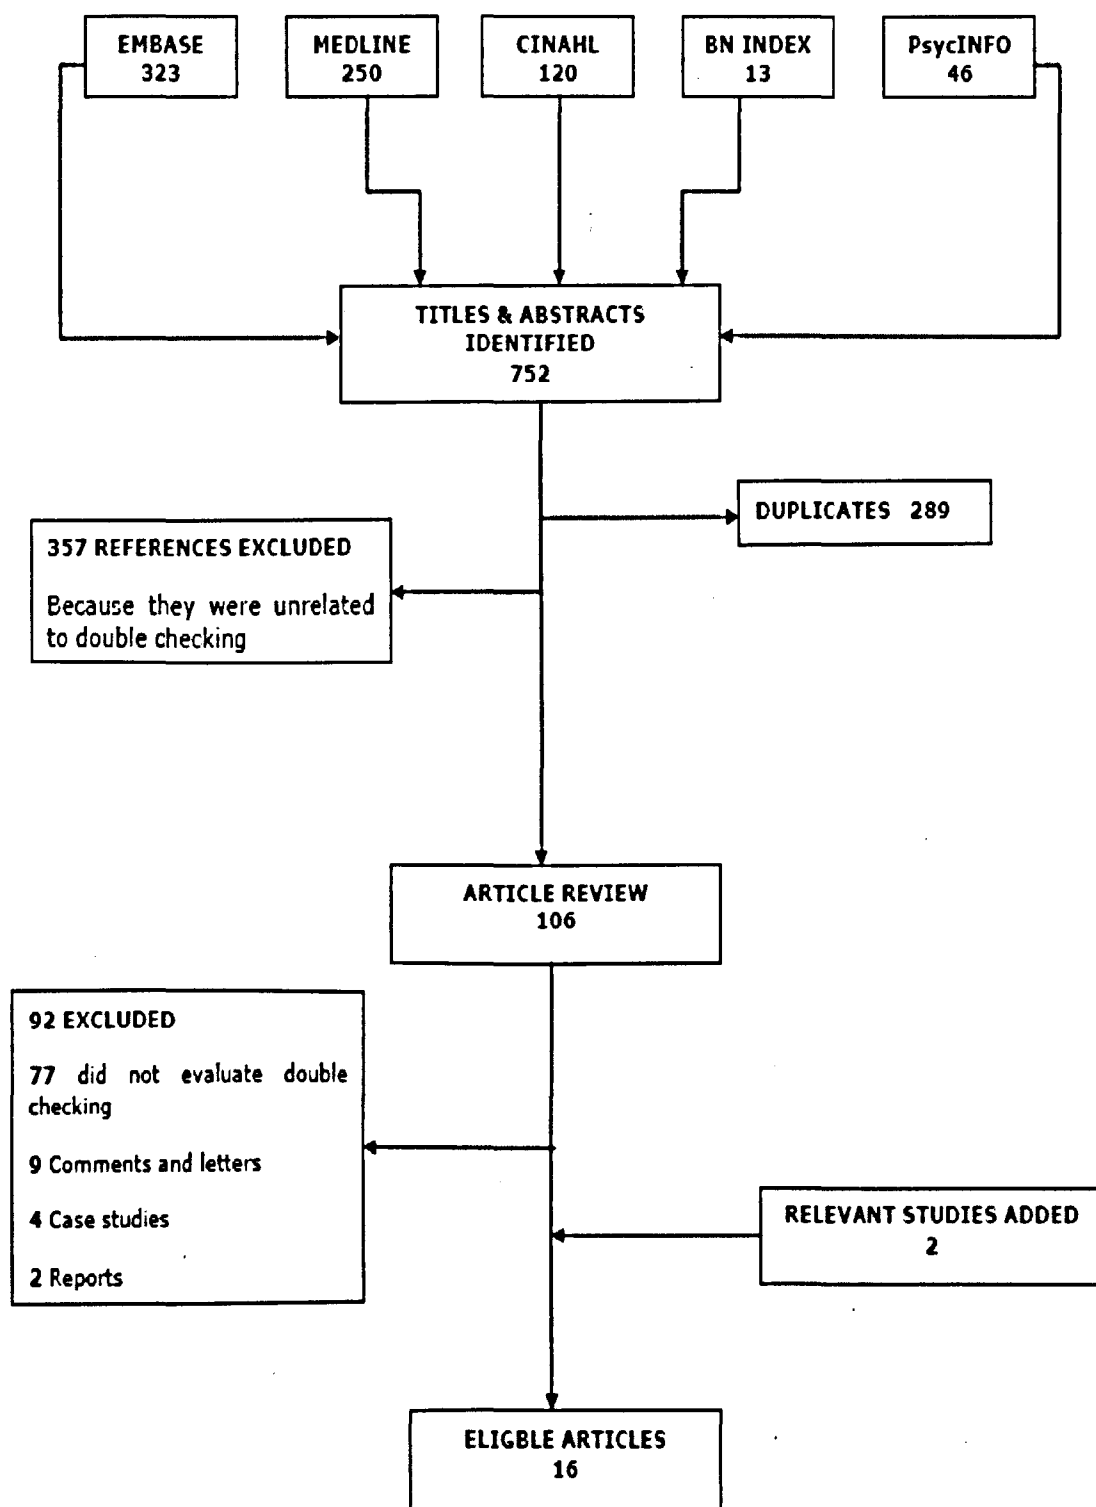 EMBASE
323
MEDLINE
250
CINAHL
120
BN INDEX
13
PsycINFO
46
TITLES & ABSTRACTS
IDENTIFIED
752
DUPLICATES 289
357 REFERENCES EXCLUDED
Because they were unrelated
to double checking
ARTICLE REVIEW
106
92 EXCLUDED
77 did not evaluate double
checking
9 Comments and letters
4 Case studies
2 Reports
RELEVANT STUDIES ADDED
2
ELIGBLE ARTICLES
16